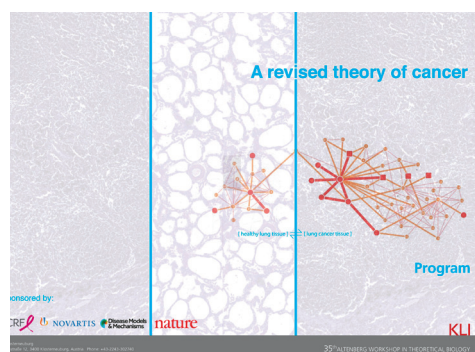 A revised theory of cancer
[ healthy lung tissue ] [ lung cancer tissue ]
Program
onsored by:
CRF NOVARTIS Disease Models & Mechanisms nature
KLI
35th ALTENBERG WORKSHOP IN THEORETICAL BIOLOGY